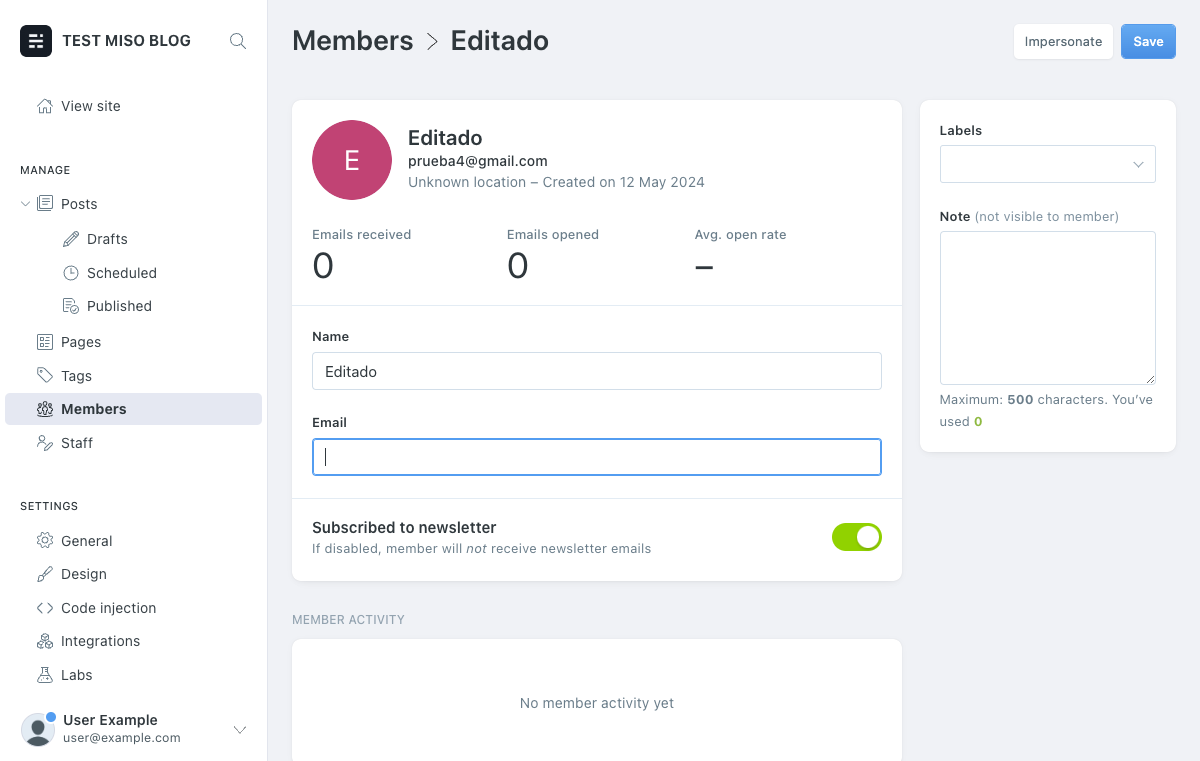 TEST MISO BLOG
View site
MANAGE
Posts
Drafts
Scheduled
Published
Pages
Tags
Members
Staff
SETTINGS
General
Design
Code injection
Integrations
Labs
User Example
user@example.com
Members > Editado
Impersonate
Save
E
Editado
prueba4@gmail.com
Unknown location – Created on 12 May 2024
Emails received
0
Emails opened
0
Avg. open rate
–
Name
Editado
Email
Subscribed to newsletter
If disabled, member will not receive newsletter emails
MEMBER ACTIVITY
No member activity yet
Labels
Note (not visible to member)
Maximum: 500 characters. You’ve
used 0